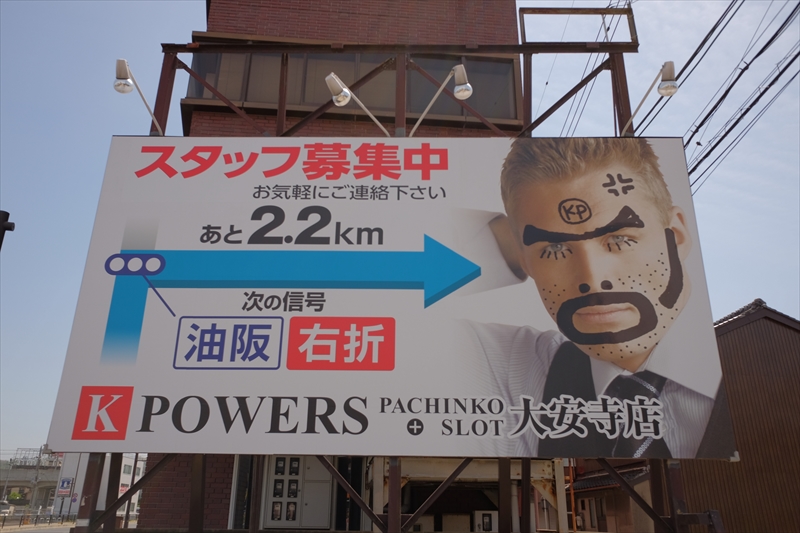 スタッフ募集中
お気軽にご連絡下さい
あと2.2km
次の信号
油阪 右折
KP
K POWERS PACHINKO + SLOT 大安寺店